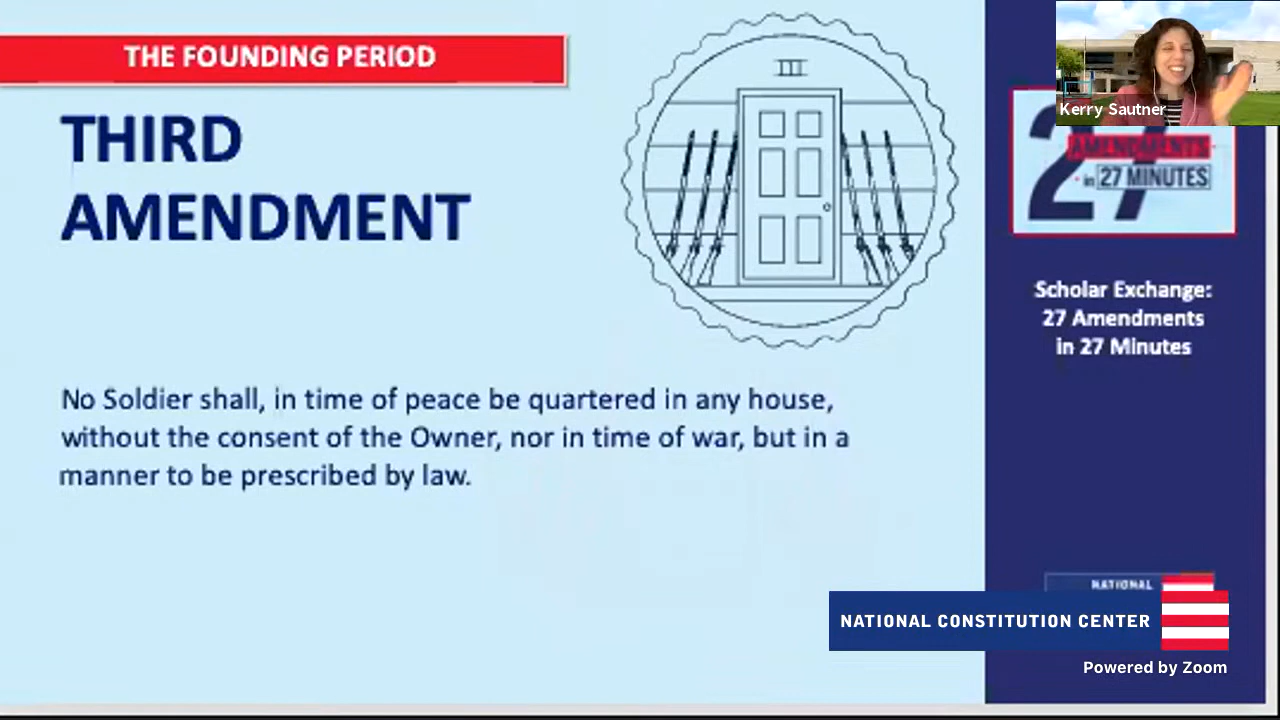 THE FOUNDING PERIOD
THIRD
AMENDMENT
III
No Soldier shall, in time of peace be quartered in any house,
without the consent of the Owner, nor in time of war, but in a
manner to be prescribed by law.
Kerry Sautner
27
AMENDMENTS
in 27 MINUTES
Scholar Exchange:
27 Amendments
in 27 Minutes
NATIONAL
NATIONAL CONSTITUTION CENTER
Powered by Zoom